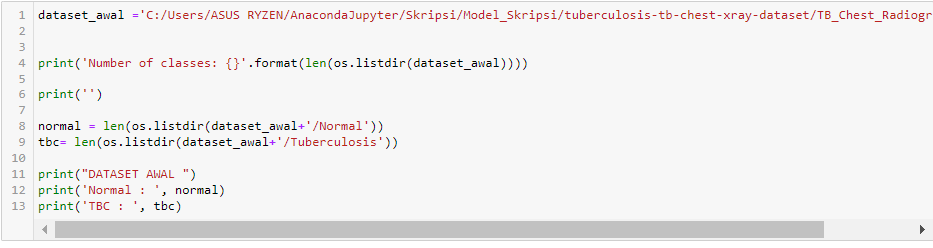 1 dataset_awal ='C:/Users/ASUS RYZEN/AnacondaJupyter/Skripsi/Model_Skripsi/tuberculosis-tb-chest-xray-dataset/TB_Chest_Radiogr
2
3
4 print('Number of classes: {}'.format(len(os.listdir(dataset_awal))))
5
6 print('')
7
8 normal = len(os.listdir(dataset_awal+'/Normal'))
9 tbc= len(os.listdir(dataset_awal+'/Tuberculosis'))
10
11 print("DATASET AWAL ")
12 print('Normal : ', normal)
13 print('TBC : ', tbc)